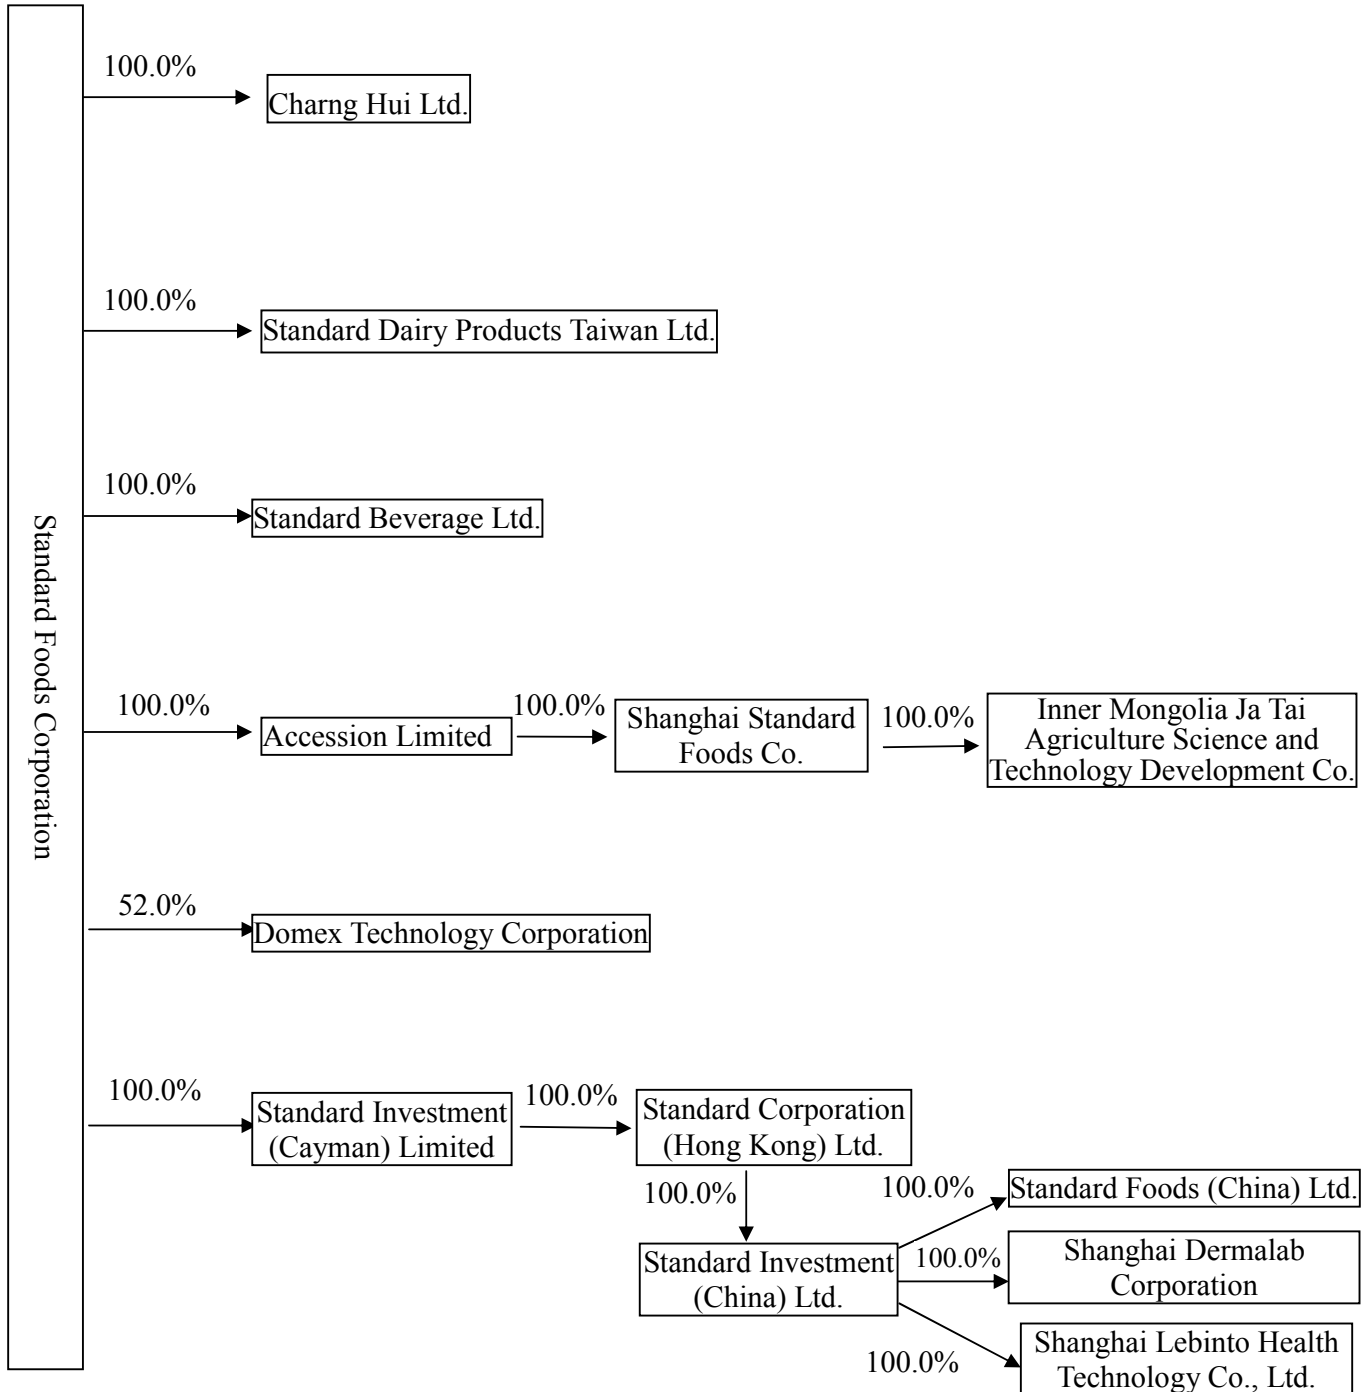 Standard Foods Corporation
100.0%
Charng Hui Ltd.
100.0%
Standard Dairy Products Taiwan Ltd.
100.0%
Standard Beverage Ltd.
100.0%
Accession Limited
100.0%
Shanghai Standard
Foods Co.
100.0%
Inner Mongolia Ja Tai
Agriculture Science and
Technology Development Co.
52.0%
Domex Technology Corporation
100.0%
Standard Investment
(Cayman) Limited
100.0%
Standard Corporation
(Hong Kong) Ltd.
100.0%
Standard Investment
(China) Ltd.
100.0%
Standard Foods (China) Ltd.
100.0%
Shanghai Dermalab
Corporation
100.0%
Shanghai Lebinto Health
Technology Co., Ltd.